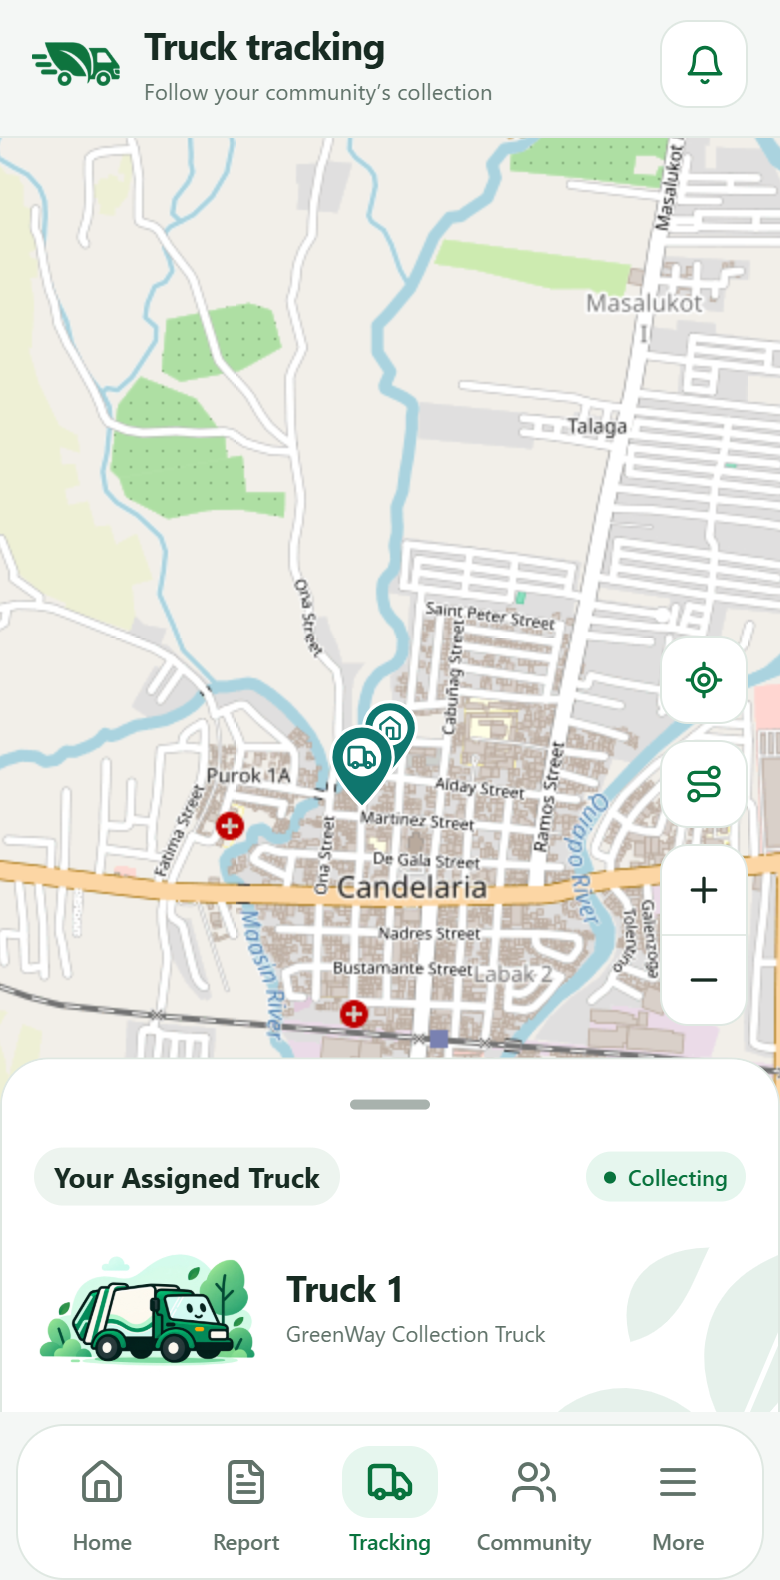 Truck tracking
Follow your community's collection
Masalukot
Masalukot
I
Talaga
Ona Street
Saint Peter Street
Cabuñag Street
Purok 1A
Alday Street
Ramos Street
Fatima Street
Martinez Street
Ona Street
De Gala Street
Quiapo River
Candelaria
Maasin River
Nadres Street
Tolentino
Galenzoga
Bustamante Street
Labak 2
Your Assigned Truck
Collecting
Truck 1
GreenWay Collection Truck
Home
Report
Tracking
Community
More